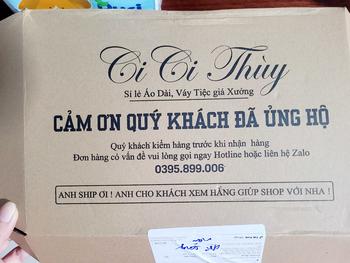 Ci Ci Thùy
Sỉ lẻ Áo Dài, Váy Tiệc giá Xưởng
CẢM ƠN QUÝ KHÁCH ĐÃ ỦNG HỘ
Quý khách kiểm hàng trước khi nhận hàng
Đơn hàng có vấn đề vui lòng gọi ngay Hotline hoặc liên hệ Zalo
0395.899.006
ANH SHIP ƠI ! ANH CHO KHÁCH XEM HẲNG GIÚP SHOP VỚI NHA !